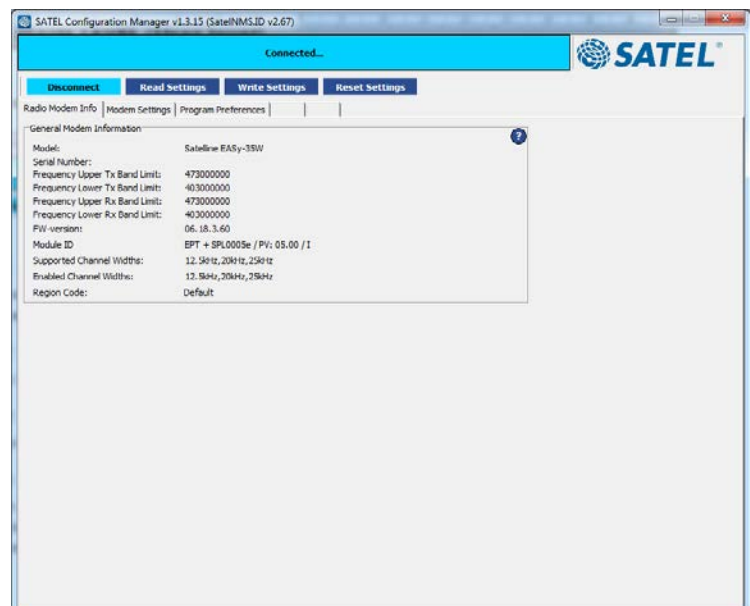 SATEL Configuration Manager v1.3.15 (SatelNMS.ID v2.67)
Connected...
SATEL
Disconnect Read Settings Write Settings Reset Settings
Radio Modem Info Modem Settings Program Preferences
General Modem Information
?
Model: Sateline EASy-35W
Serial Number:
Frequency Upper Tx Band Limit: 473000000
Frequency Lower Tx Band Limit: 403000000
Frequency Upper Rx Band Limit: 473000000
Frequency Lower Rx Band Limit: 403000000
FW-version: 06.18.3.60
Module ID EPT + SPL0005e / PV: 05.00 / I
Supported Channel Widths: 12.5kHz,20kHz,25kHz
Enabled Channel Widths: 12.5kHz,20kHz,25kHz
Region Code: Default